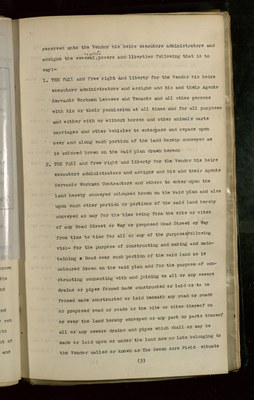 reserved unto the Vendor his heirs executors administrators and
assigns the several rights powers and liberties following that is to
say:-
1. THE full and free right and liberty for the Vendor his heirs
executors administrators and assigns and his and their Agents
Servants Workmen Lessees and Tenants and all other persons
with his or their permission at all times and for all purposes
and either with or without horses and other animals carts
carriages and other vehicles to enter pass and repass upon
over and along such portion of the land hereby conveyed as
is coloured brown on the said plan drawn hereon
2. THE full and free right and liberty for the Vendor his heirs
executors administrators and assigns and his and their Agents
Servants Workmen Contractors and others to enter upon the
land hereby conveyed coloured brown on the said plan and also
upon such other portion or portions of the said land hereby
conveyed as may for the time being form the site or sites
of any Road Street or Way or proposed Road Street or Way
from time to time for all or any of the purposes following
viz:- For the purpose of constructing and making and main-
taining a Road over such portion of the said land as is
coloured brown on the said plan and for the purpose of con-
structing connecting with and joining on all or any sewers
drains or pipes formed made constructed or laid or to be
formed made constructed or laid beneath any road or roads
or proposed road or roads or the site or sites thereof on
or over the land hereby conveyed or any part or parts thereof
all or any sewers drains and pipes which shall or may be
made or laid upon or under the land now or late belonging to
the Vendor called or known as The Seven Acre Field situate
(3)